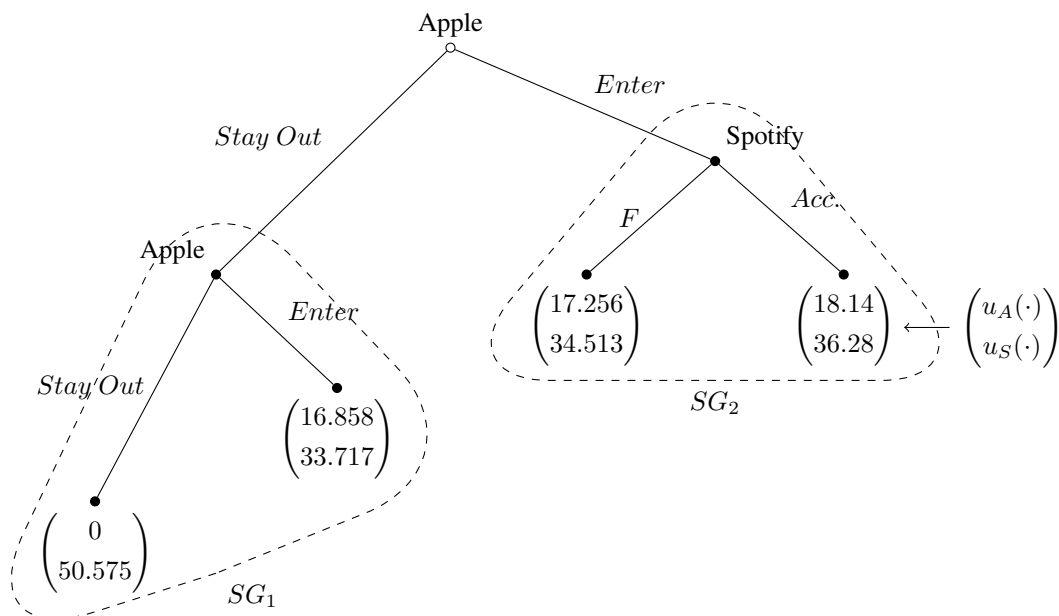 Apple
Enter
Stay Out
Spotify
F
Acc.
Apple
Enter
Stay Out
17.256
34.513
18.14
36.28
u_A(·)
u_S(·)
SG_2
16.858
33.717
0
50.575
SG_1